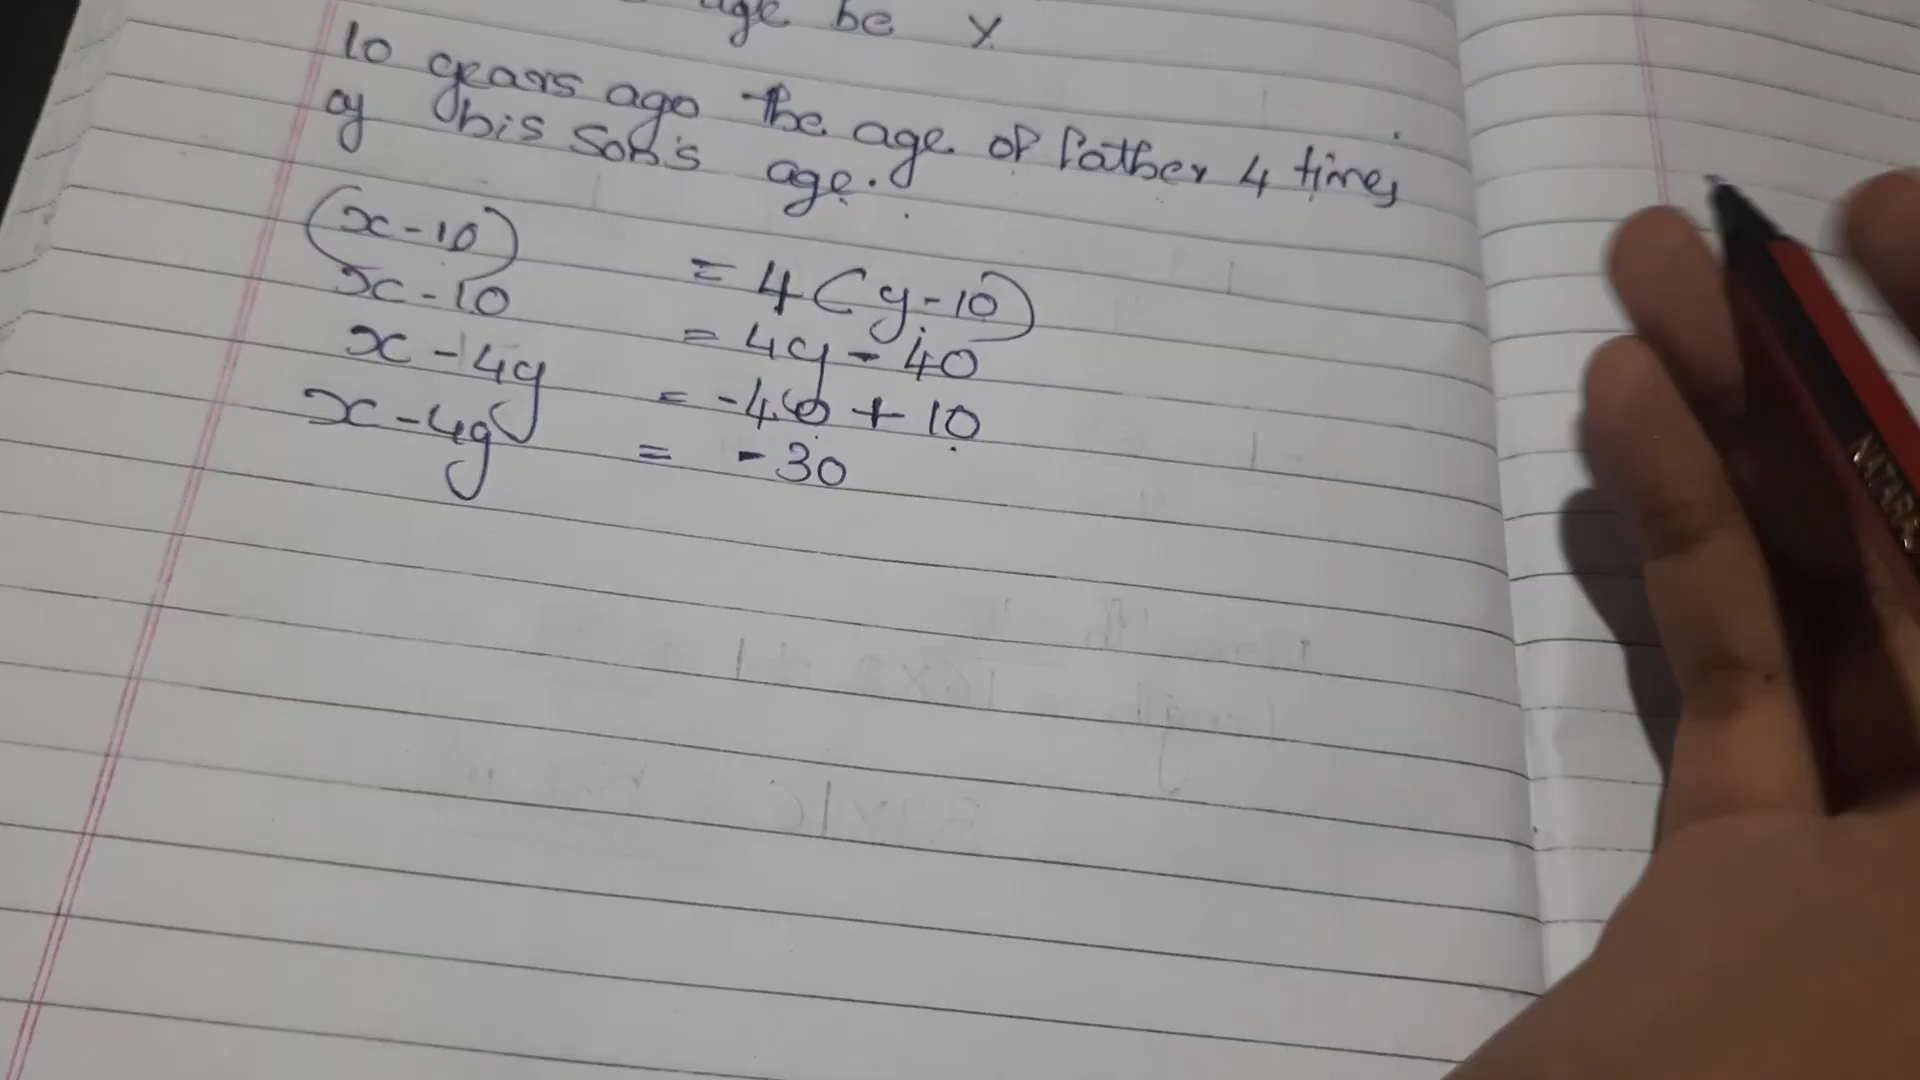 age be y
10 years ago the age of father 4 times
of his son's age.
(x-10) = 4(y-10)
x-10 = 4y-40
x-4y = -40+10
x-4y = -30